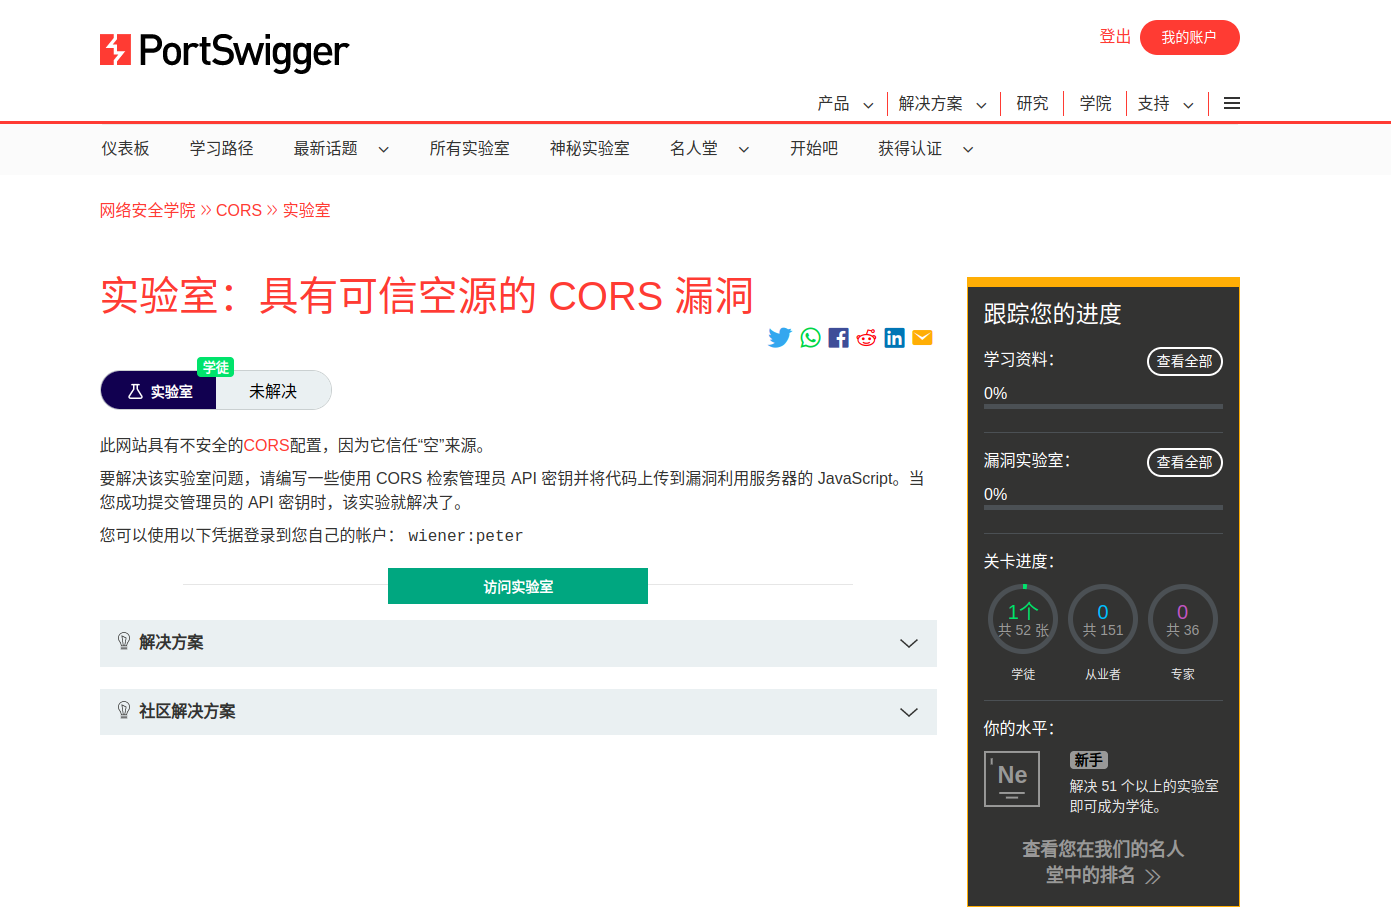 PortSwigger
登出 我的账户
产品 解决方案 研究 学院 支持
仪表板 学习路径 最新话题 所有实验室 神秘实验室 名人堂 开始吧 获得认证
网络安全学院 » CORS » 实验室
实验室：具有可信空源的 CORS 漏洞
学徒
实验室 未解决
此网站具有不安全的CORS配置，因为它信任“空”来源。
要解决该实验室问题，请编写一些使用 CORS 检索管理员 API 密钥并将代码上传到漏洞利用服务器的 JavaScript。当
您成功提交管理员的 API 密钥时，该实验就解决了。
您可以使用以下凭据登录到您自己的帐户： wiener:peter
访问实验室
解决方案
社区解决方案
跟踪您的进度
学习资料： 查看全部
0%
漏洞实验室： 查看全部
0%
关卡进度：
1个 0 0
共 52 张 共 151 共 36
学徒 从业者 专家
你的水平：
Ne
新手
解决 51 个以上的实验室
即可成为学徒。
查看您在我们的名人
堂中的排名 »